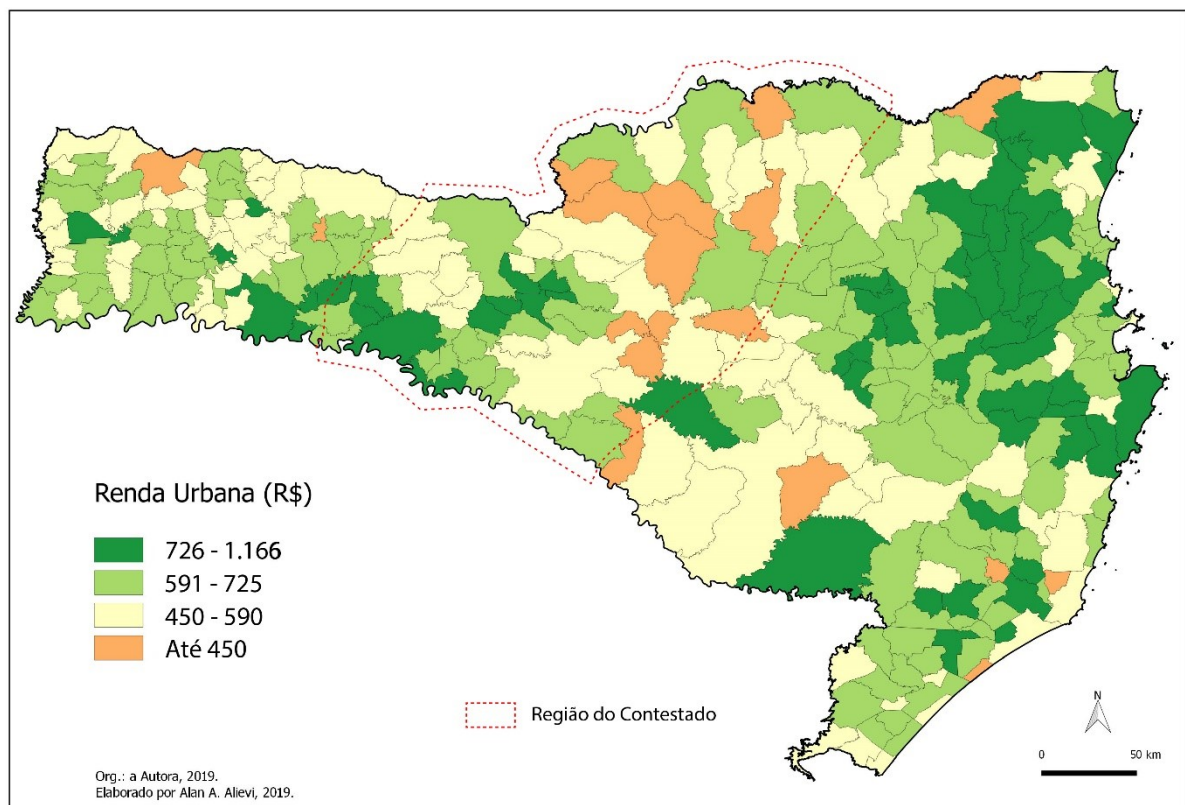 Renda Urbana (R$)
726 - 1.166
591 - 725
450 - 590
Até 450
Região do Contestado
N
0 50 km
Org.: a Autora, 2019.
Elaborado por Alan A. Alievi, 2019.